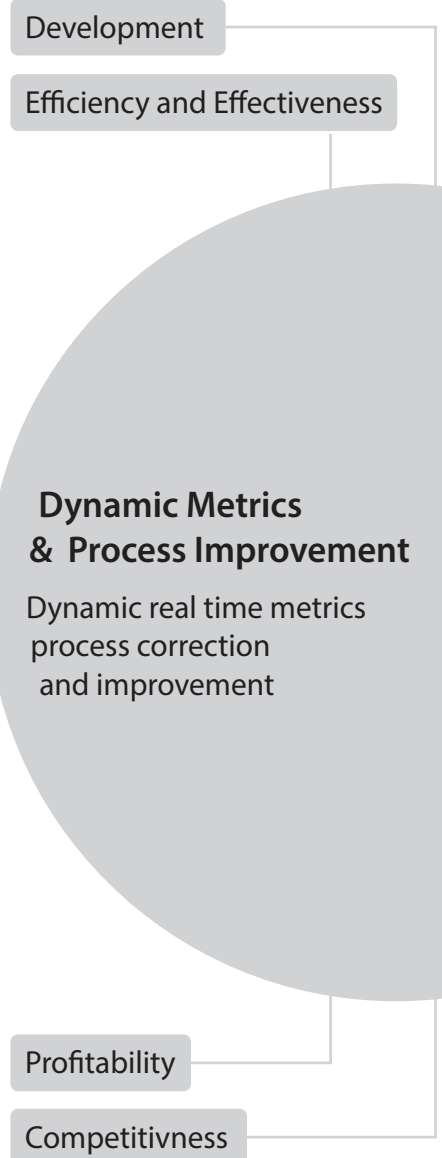 Development
Efficiency and Effectiveness
Dynamic Metrics
& Process Improvement
Dynamic real time metrics
process correction
and improvement
Profitability
Competitivness